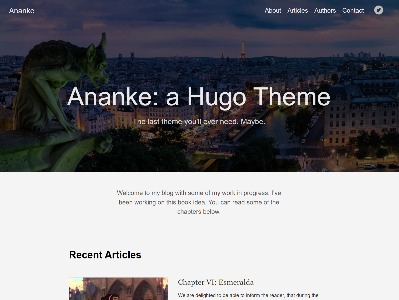 Ananke
About Articles Authors Contact
Ananke: a Hugo Theme
The last theme you'll ever need. Maybe.
Welcome to my blog with some of my work in progress. I've
been working on this book idea. You can read some of the
chapters below.
Recent Articles
Chapter VI: Esmeralda
We are delighted to be able to inform the reader, that during the